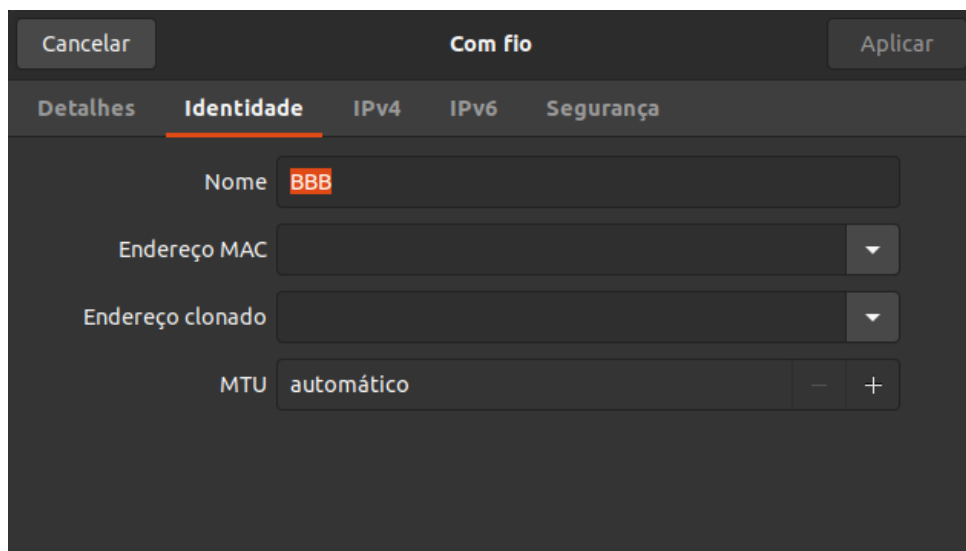 Cancelar Com fio Aplicar
Detalhes Identidade IPv4 IPv6 Segurança
Nome BBB
Endereço MAC
Endereço clonado
MTU automático